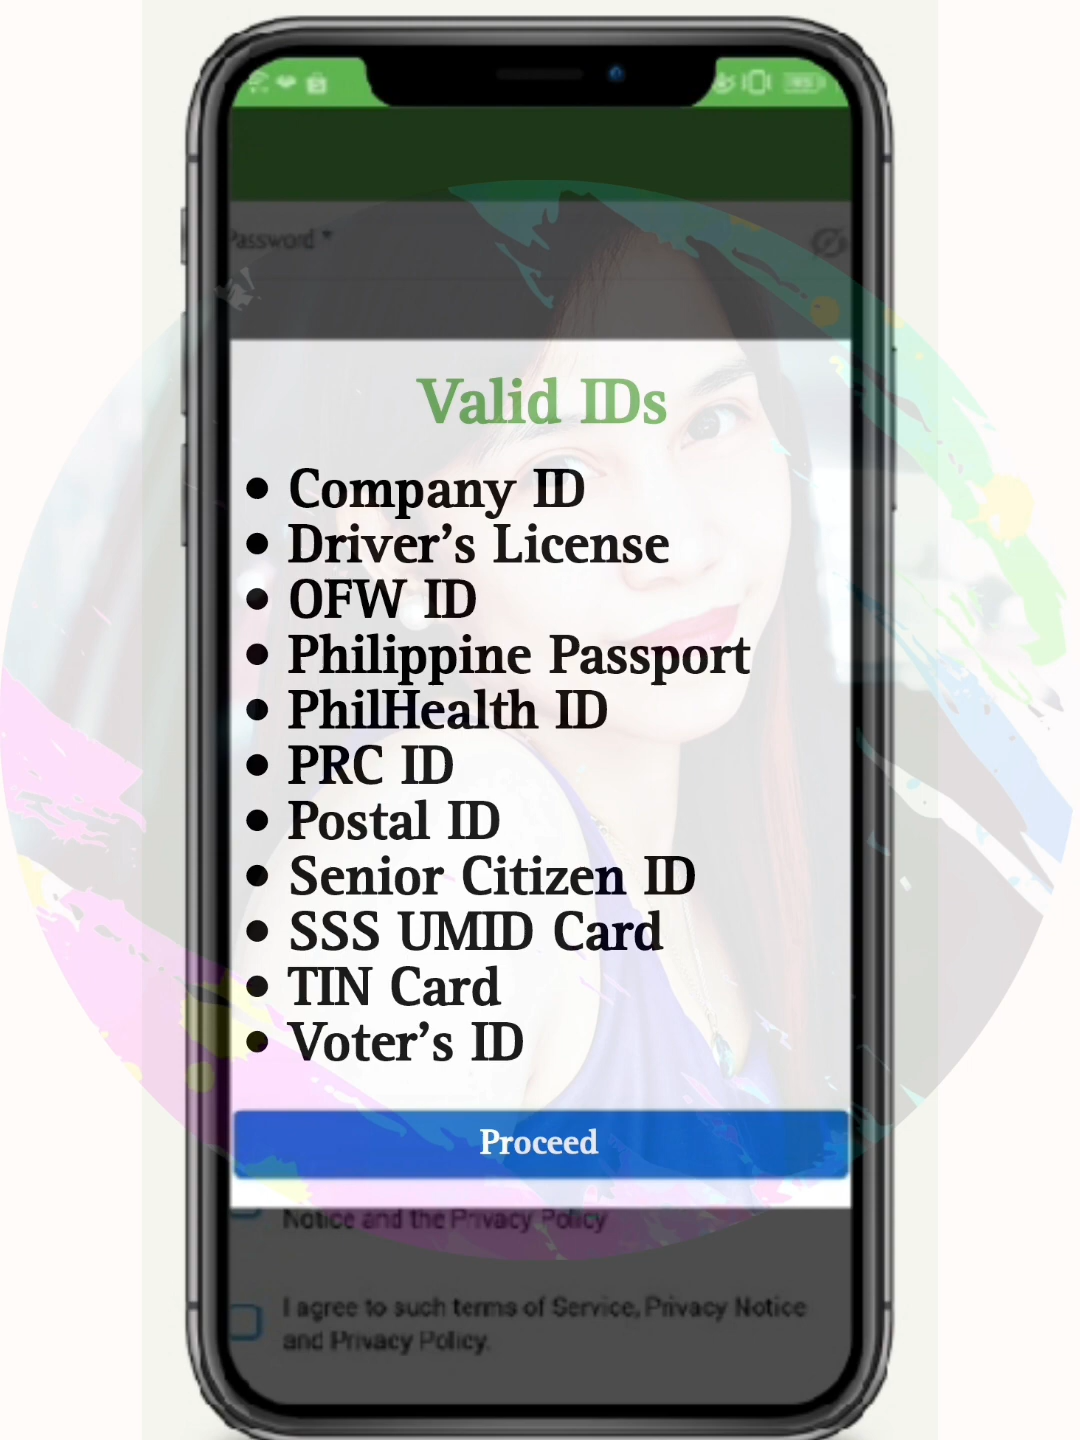 Password *
Valid IDs
• Company ID
• Driver's License
• OFW ID
• Philippine Passport
• PhilHealth ID
• PRC ID
• Postal ID
• Senior Citizen ID
• SSS UMID Card
• TIN Card
• Voter's ID
Proceed
Notice and the Privacy Policy
I agree to such terms of Service, Privacy Notice
and Privacy Policy.